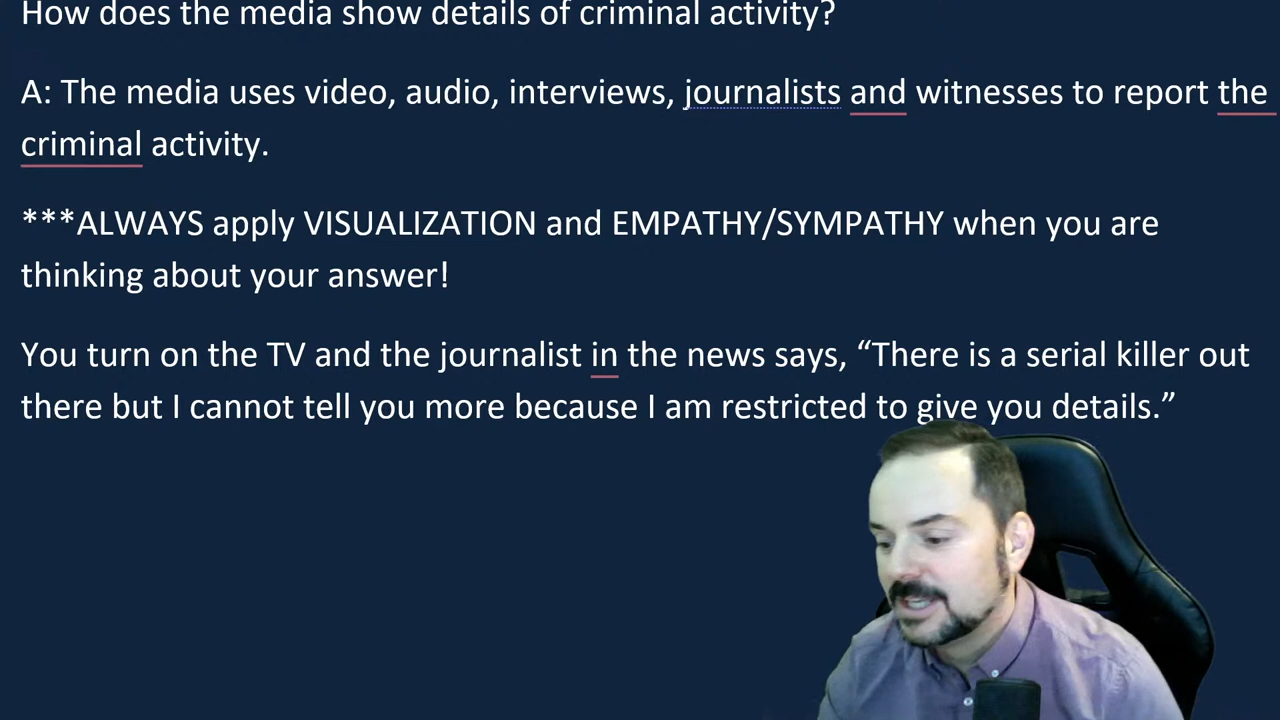 How does the media show details of criminal activity?
A: The media uses video, audio, interviews, journalists and witnesses to report the
criminal activity.
***ALWAYS apply VISUALIZATION and EMPATHY/SYMPATHY when you are
thinking about your answer!
You turn on the TV and the journalist in the news says, “There is a serial killer out
there but I cannot tell you more because I am restricted to give you details.”